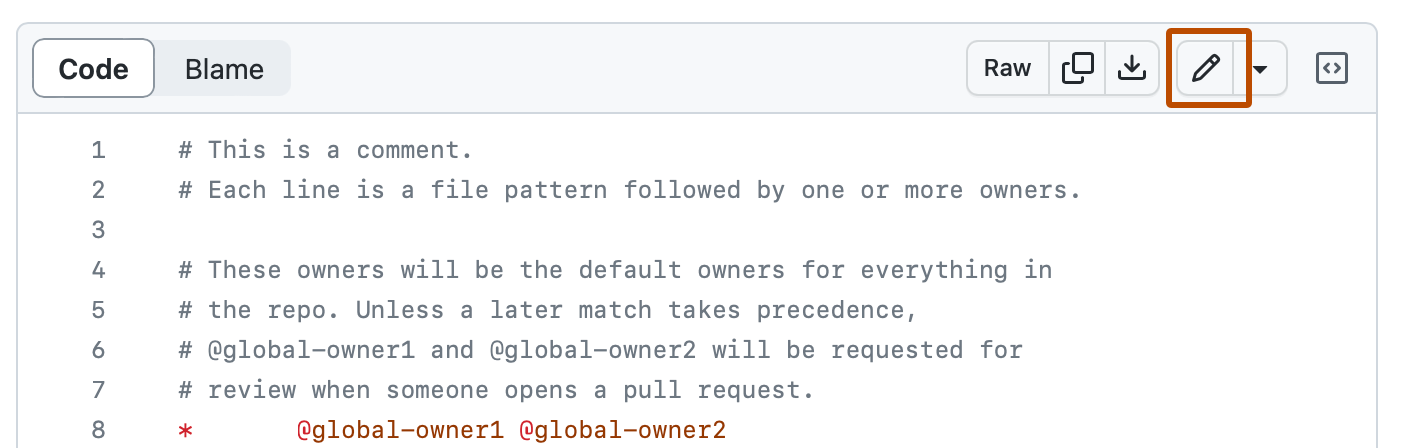 Code Blame Raw
1 # This is a comment.
2 # Each line is a file pattern followed by one or more owners.
3
4 # These owners will be the default owners for everything in
5 # the repo. Unless a later match takes precedence,
6 # @global-owner1 and @global-owner2 will be requested for
7 # review when someone opens a pull request.
8 * @global-owner1 @global-owner2